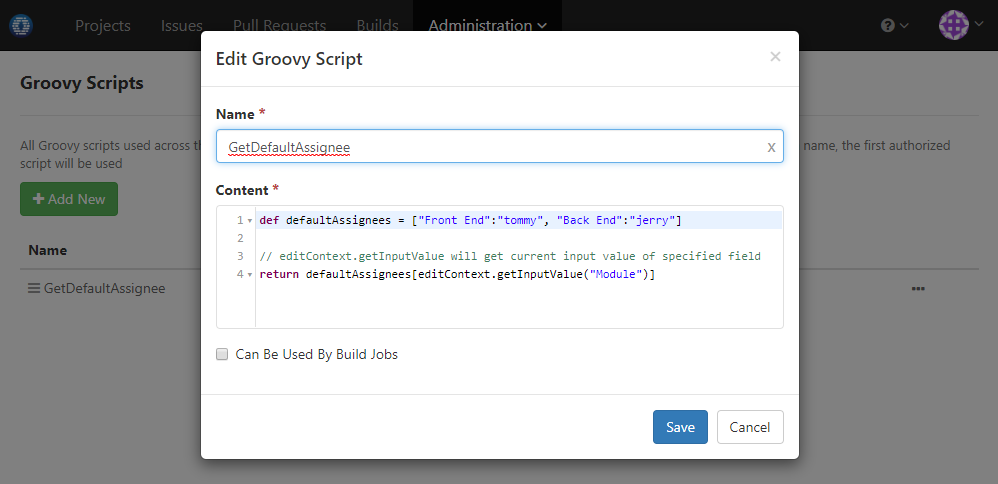 Projects Issues Pull Requests Builds Administration
Groovy Scripts
All Groovy scripts used across th
name, the first authorized
script will be used
Add New
Name
GetDefaultAssignee
Edit Groovy Script
Name *
GetDefaultAssignee
x
Content *
1 def defaultAssignees = ["Front End":"tommy", "Back End":"jerry"]
2
3 // editContext.getInputValue will get current input value of specified field
4 return defaultAssignees[editContext.getInputValue("Module")]
Can Be Used By Build Jobs
Save Cancel